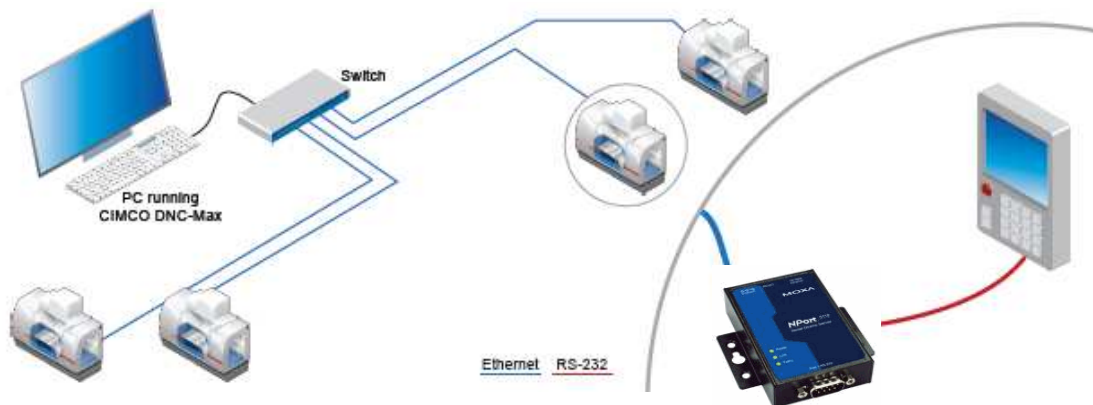 Switch
PC running
CIMCO DNC-Max
MOXA
NPort
Ethernet RS-232